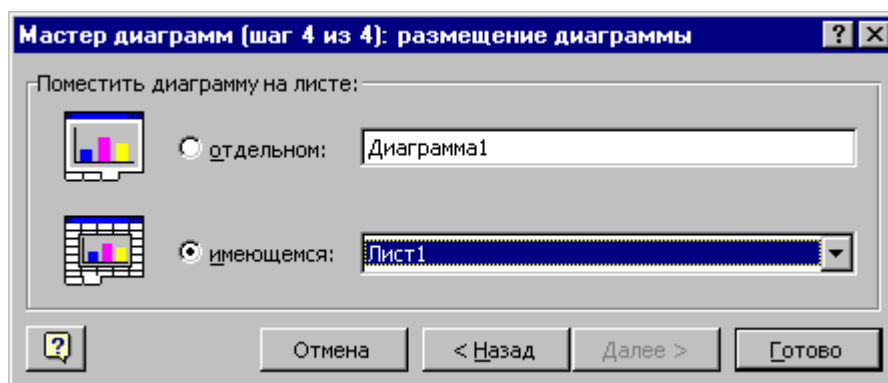 Мастер диаграмм (шаг 4 из 4): размещение диаграммы
Поместить диаграмму на листе:
отдельном: Диаграмма1
имеющемся: Лист1
Отмена < Назад Далее > Готово